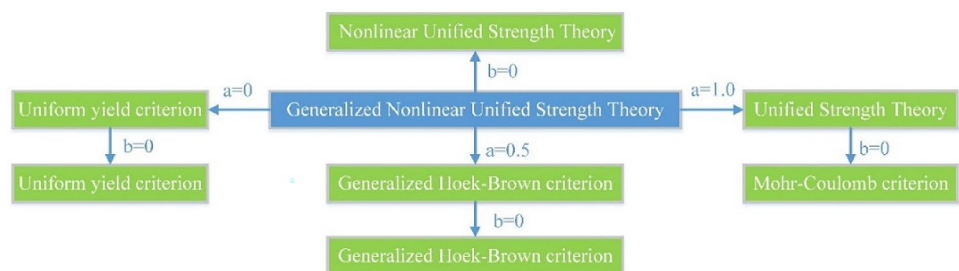 Nonlinear Unified Strength Theory
b=0
a=0
a=1.0
Uniform yield criterion
Generalized Nonlinear Unified Strength Theory
Unified Strength Theory
b=0
a=0.5
b=0
Uniform yield criterion
Generalized Hoek-Brown criterion
Mohr-Coulomb criterion
b=0
Generalized Hoek-Brown criterion